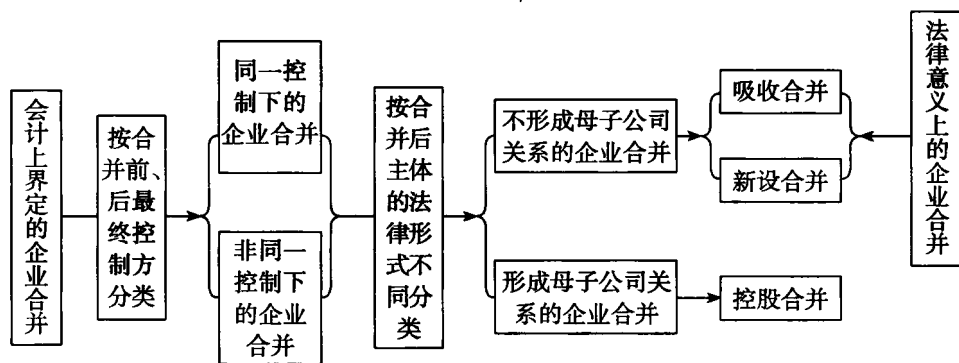 会计上界定的企业合并
按合
并前、
后最
终控
制方
分类
同一控
制下的
企业合并
非同一
控制下
的企业
合并
按合
并后
主体
的法
律形
式不
同分
类
不形成母子公司
关系的企业合并
形成母子公司关
系的企业合并
吸收合并
新设合并
控股合并
法律意义上的企业合并